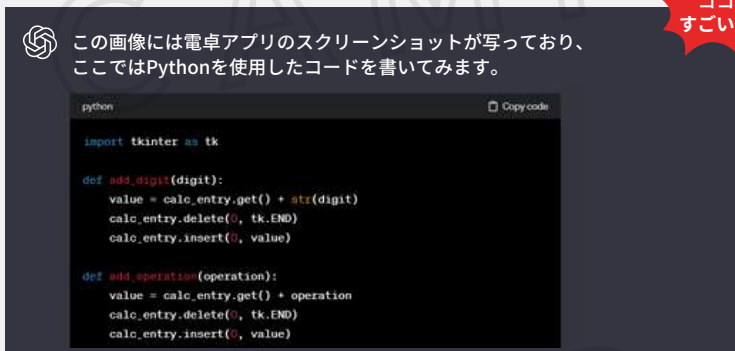 ココ
すごい
この画像には電卓アプリのスクリーンショットが写っており、
ここではPythonを使用したコードを書いてみます。
python
Copy code
import tkinter as tk
def add_digit(digit):
value = calc_entry.get() + str(digit)
calc_entry.delete(0, tk.END)
calc_entry.insert(0, value)
def add_operation(operation):
value = calc_entry.get() + operation
calc_entry.delete(0, tk.END)
calc_entry.insert(0, value)